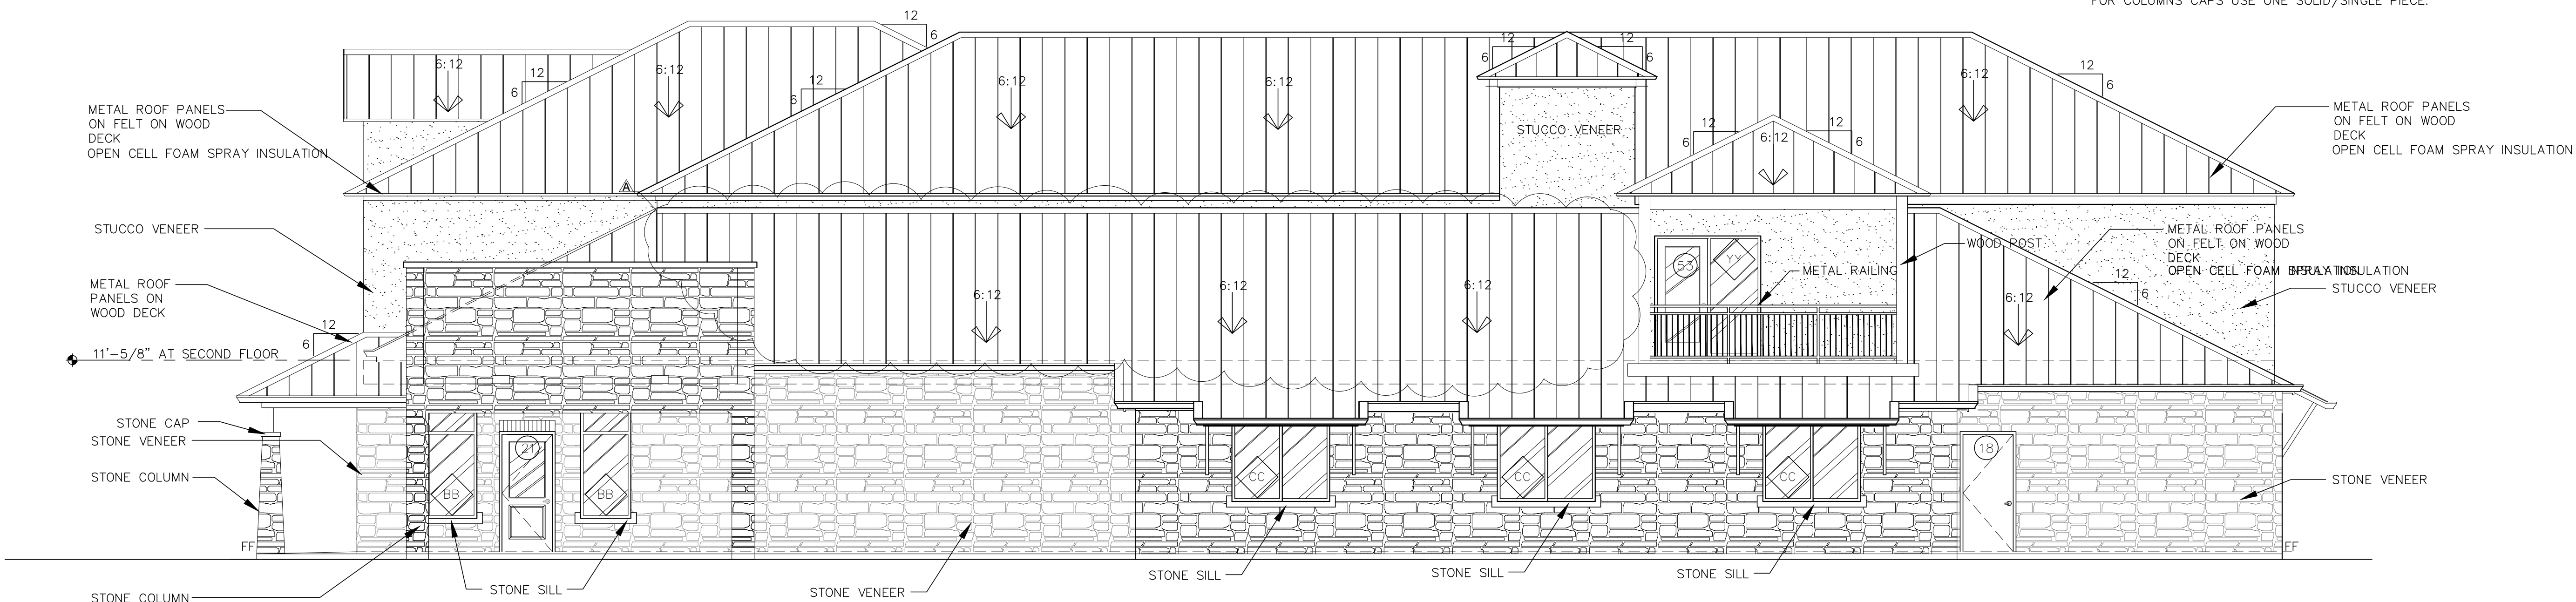 FOR COLUMNS CAPS USE ONE SOLID/SINGLE PIECE.
12
6
12
6
12
6
12
6
12
6
12
6
12
6
12
6
12
6
12
6
12
6
6:12
6:12
6:12
6:12
6:12
6:12
6:12
6:12
6:12
6:12
METAL ROOF PANELS
ON FELT ON WOOD
DECK
OPEN CELL FOAM SPRAY INSULATION
STUCCO VENEER
METAL ROOF PANELS
ON FELT ON WOOD
DECK
OPEN CELL FOAM SPRAY INSULATION
A
STUCCO VENEER
WOOD POST
METAL ROOF PANELS
ON FELT ON WOOD
DECK
OPEN CELL FOAM
STUCCO VENEER
53
YY
METAL RAILING
METAL ROOF
PANELS ON
WOOD DECK
11'-5/8" AT SECOND FLOOR
STONE CAP
STONE VENEER
STONE COLUMN
BB
21
BB
CC
CC
CC
18
STONE VENEER
FF
FF
STONE COLUMN
STONE SILL
STONE VENEER
STONE SILL
STONE SILL
STONE SILL